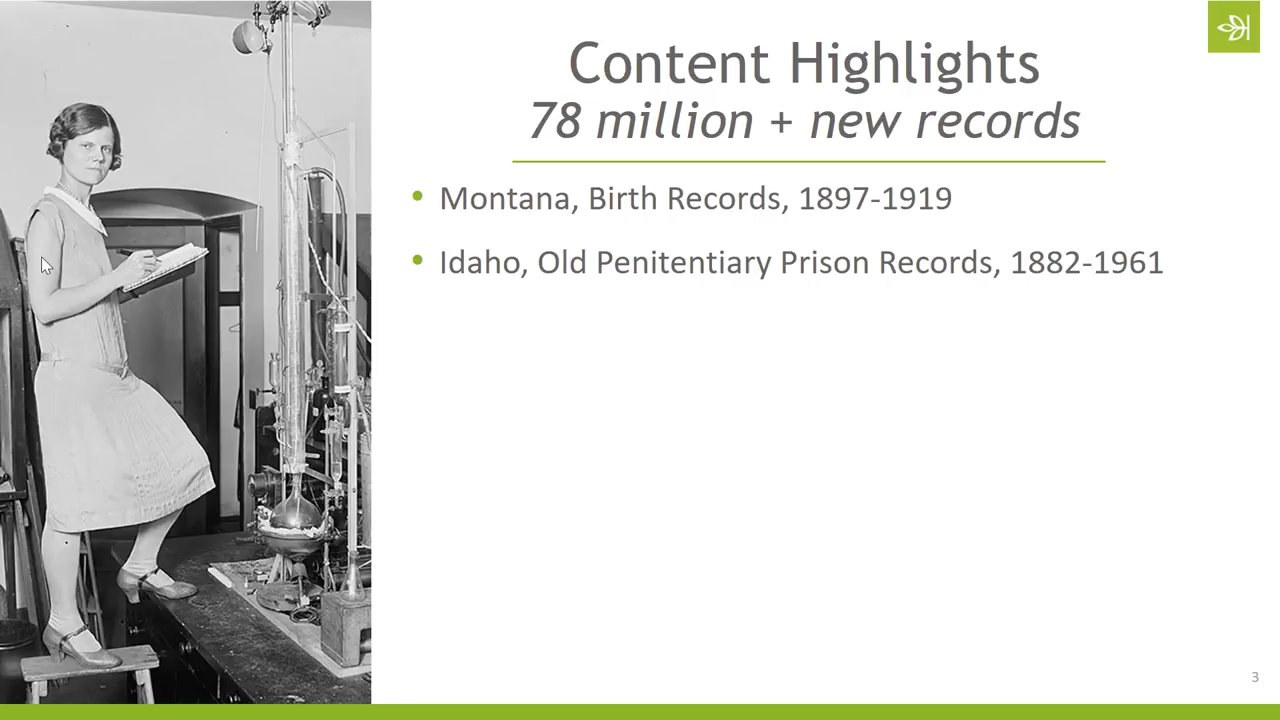 Content Highlights
78 million + new records
• Montana, Birth Records, 1897-1919
• Idaho, Old Penitentiary Prison Records, 1882-1961
3